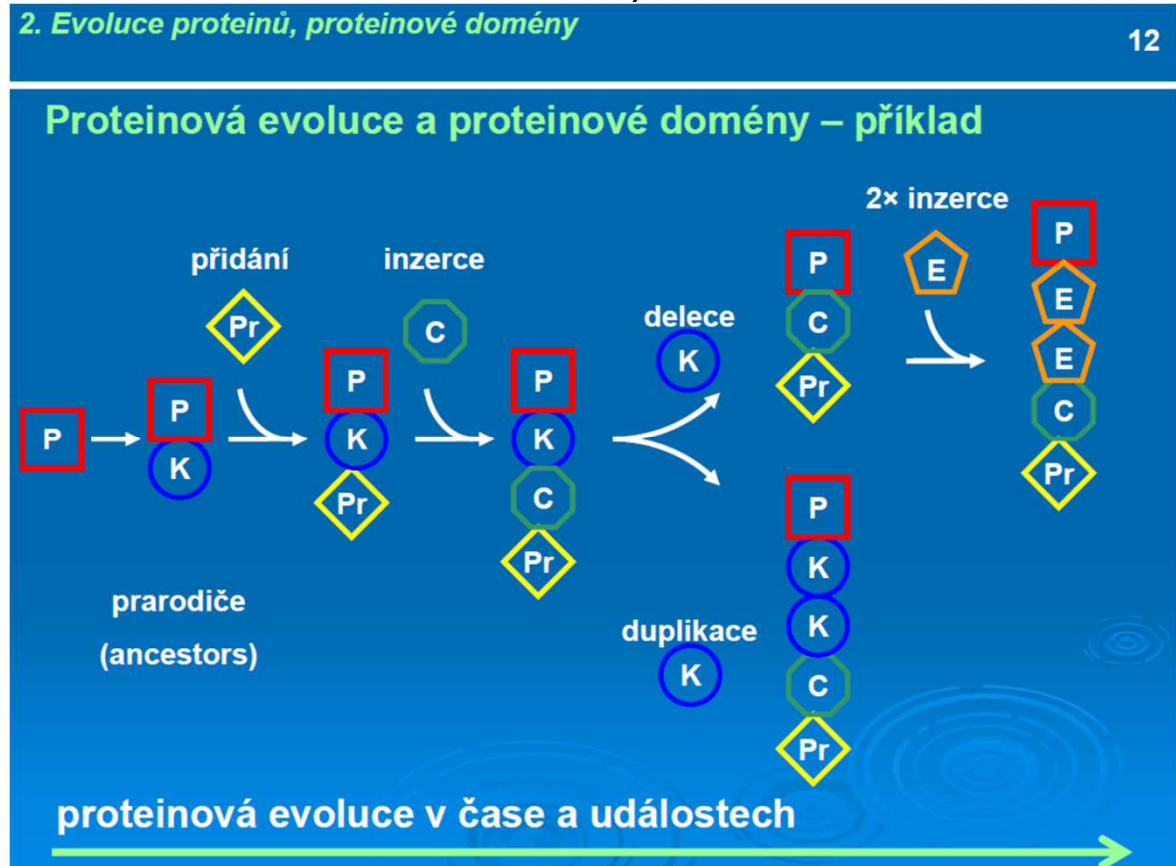 2. Evoluce proteinů, proteinové domény
12
Proteinová evoluce a proteinové domény – příklad
přidání
Pr
inzerce
C
delece
K
2× inzerce
E
P
P
K
P
K
Pr
P
K
C
Pr
P
C
Pr
P
E
E
C
Pr
duplikace
K
P
K
K
C
Pr
prarodiče
(ancestors)
proteinová evoluce v čase a událostech